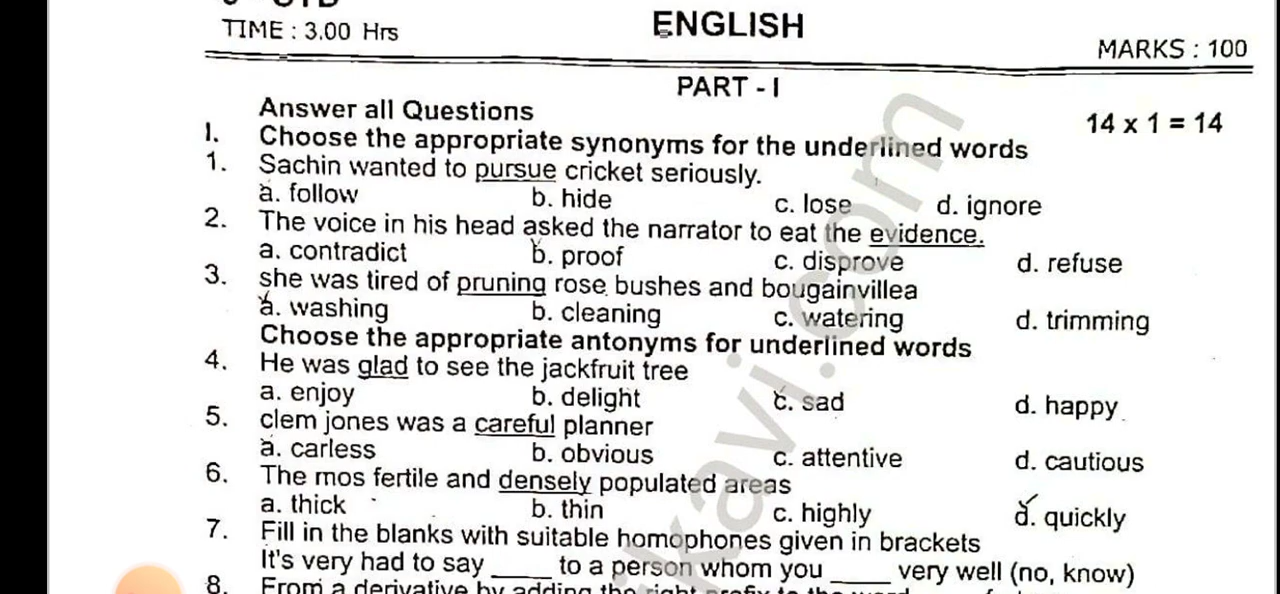 TIME : 3.00 Hrs
ENGLISH
MARKS : 100
PART - I
Answer all Questions
14 x 1 = 14
I. Choose the appropriate synonyms for the underlined words
1. Sachin wanted to pursue cricket seriously.
a. follow b. hide c. lose d. ignore
2. The voice in his head asked the narrator to eat the evidence.
a. contradict b. proof c. disprove d. refuse
3. she was tired of pruning rose bushes and bougainvillea
a. washing b. cleaning c. watering d. trimming
Choose the appropriate antonyms for underlined words
4. He was glad to see the jackfruit tree
a. enjoy b. delight c. sad d. happy
5. clem jones was a careful planner
a. carless b. obvious c. attentive d. cautious
6. The mos fertile and densely populated areas
a. thick b. thin c. highly d. quickly
7. Fill in the blanks with suitable homophones given in brackets
It's very had to say ____ to a person whom you ____ very well (no, know)
8. From a derivative by adding the right prefix to the word